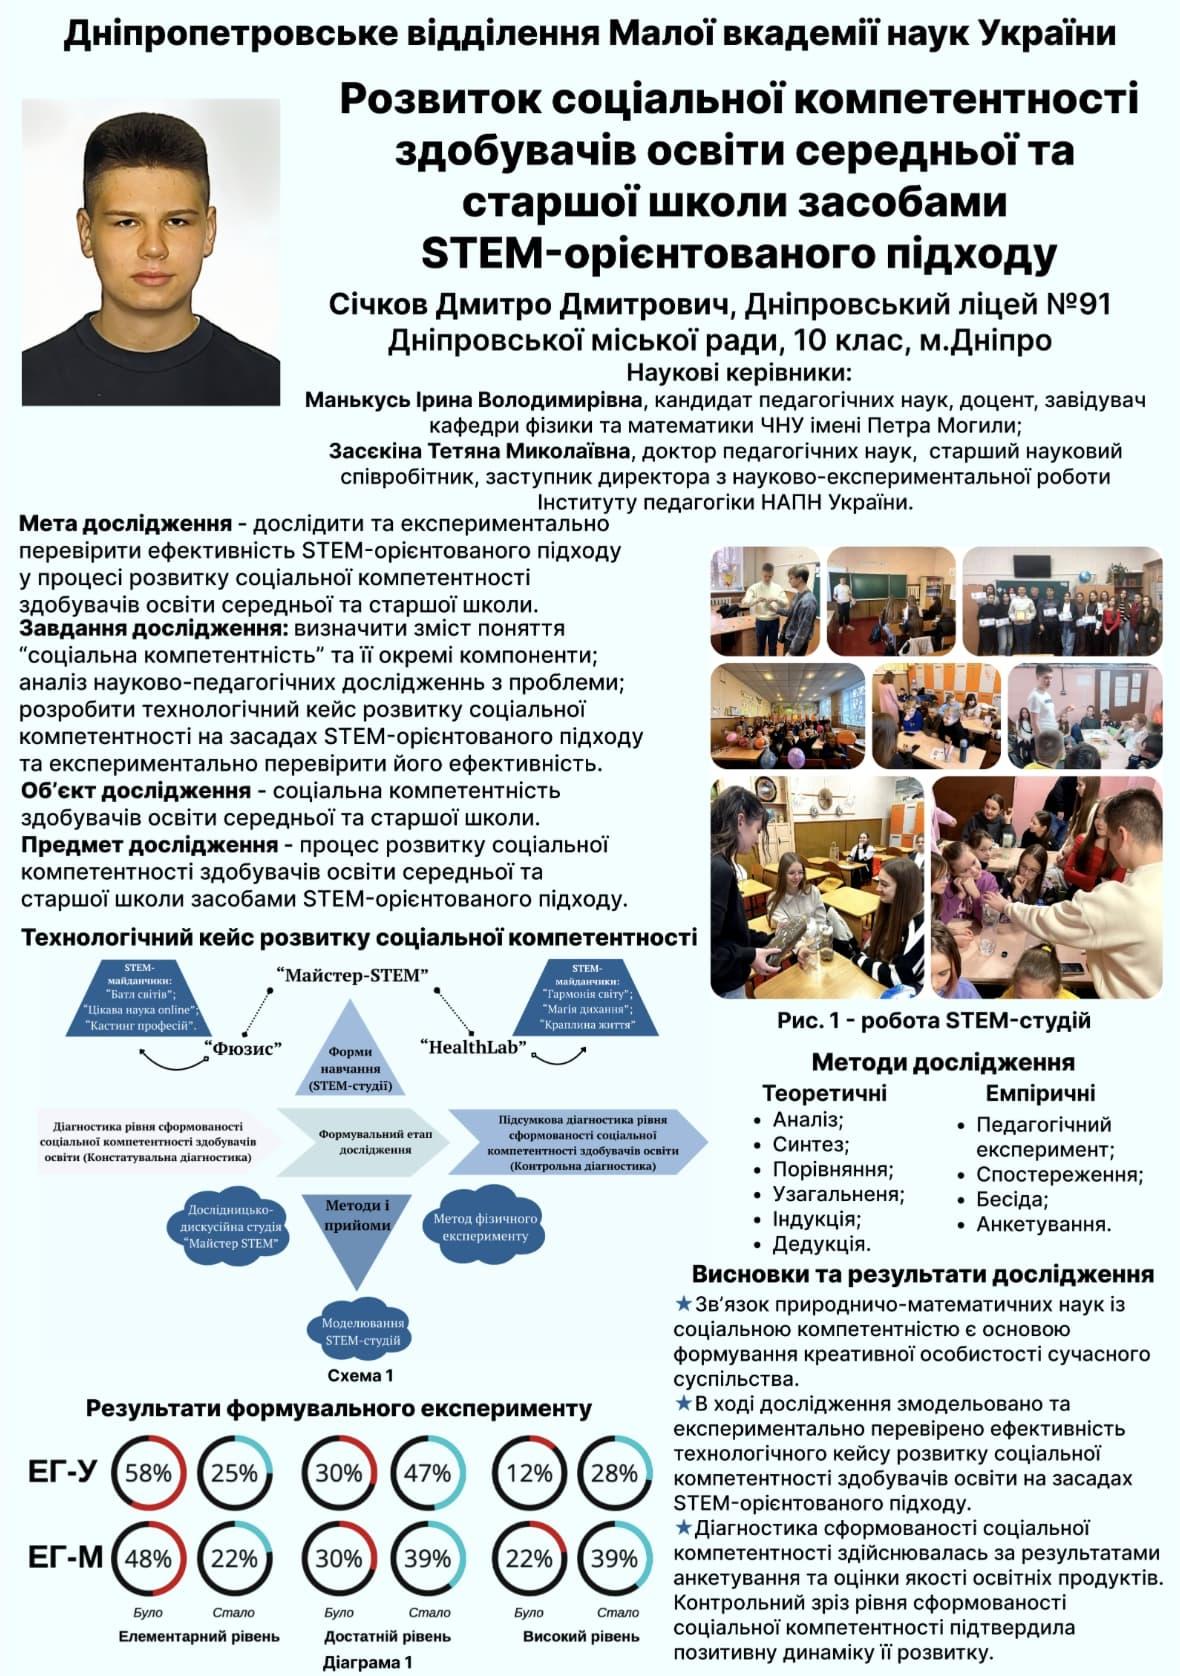 Дніпропетровське відділення Малої вкадемії наук України
Розвиток соціальної компетентності
здобувачів освіти середньої та
старшої школи засобами
STEM-орієнтованого підходу
Січков Дмитро Дмитрович, Дніпровський ліцей №91
Дніпровської міської ради, 10 клас, м.Дніпро
Наукові керівники:
Манькусь Ірина Володимирівна, кандидат педагогічних наук, доцент, завідувач
кафедри фізики та математики ЧНУ імені Петра Могили;
Засєкіна Тетяна Миколаївна, доктор педагогічних наук, старший науковий
співробітник, заступник директора з науково-експериментальної роботи
Інституту педагогіки НАПН України.
Мета дослідження - дослідити та експериментально
перевірити ефективність STEM-орієнтованого підходу
у процесі розвитку соціальної компетентності
здобувачів освіти середньої та старшої школи.
Завдання дослідження: визначити зміст поняття
“соціальна компетентність” та її окремі компоненти;
аналіз науково-педагогічних дослідженнь з проблеми;
розробити технологічний кейс розвитку соціальної
компетентності на засадах STEM-орієнтованого підходу
та експериментально перевірити його ефективність.
Об’єкт дослідження - соціальна компетентність
здобувачів освіти середньої та старшої школи.
Предмет дослідження - процес розвитку соціальної
компетентності здобувачів освіти середньої та
старшої школи засобами STEM-орієнтованого підходу.
Технологічний кейс розвитку соціальної компетентності
STEM-
майданчики:
“Батл світів”;
“Цікава наука online”;
“Кастинг професій”.
“Майстер-STEM”
STEM-
майданчики:
“Гармонія світу”;
“Магія дихання”;
“Краплина життя”
“Фюзис”
“HealthLab”
Форми
навчання
(STEM-студії)
Діагностика рівня сформованості
соціальної компетентності здобувачів
освіти (Констатувальна діагностика)
Формувальний етап
дослідження
Підсумкова діагностика рівня
сформованості соціальної
компетентності здобувачів освіти
(Контрольна діагностика)
Дослідницько-
дискусійна студія
“Майстер STEM”
Методи і
прийоми
Метод фізичного
експерименту
Моделювання
STEM-студій
Схема 1
Результати формувального експерименту
ЕГ-У 58% 25% 30% 47% 12% 28%
ЕГ-М 48% 22% 30% 39% 22% 39%
Було Стало Було Стало Було Стало
Елементарний рівень Достатній рівень Високий рівень
Діаграма 1
Рис. 1 - робота STEM-студій
Методи дослідження
Теоретичні
• Аналіз;
• Синтез;
• Порівняння;
• Узагальненя;
• Індукція;
• Дедукція.
Емпіричні
• Педагогічний
експеримент;
• Спостереження;
• Бесіда;
• Анкетування.
Висновки та результати дослідження
★Зв’язок природничо-математичних наук із
соціальною компетентністю є основою
формування креативної особистості сучасного
суспільства.
★В ході дослідження змодельовано та
експериментально перевірено ефективність
технологічного кейсу розвитку соціальної
компетентності здобувачів освіти на засадах
STEM-орієнтованого підходу.
★Діагностика сформованості соціальної
компетентності здійснювалась за результатами
анкетування та оцінки якості освітніх продуктів.
Контрольний зріз рівня сформованості
соціальної компетентності підтвердила
позитивну динаміку її розвитку.